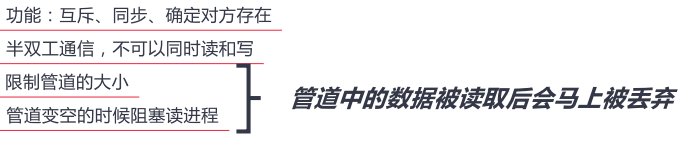 功能：互斥、同步、确定对方存在
半双工通信，不可以同时读和写
限制管道的大小
管道变空的时候阻塞读进程
管道中的数据被读取后会马上被丢弃